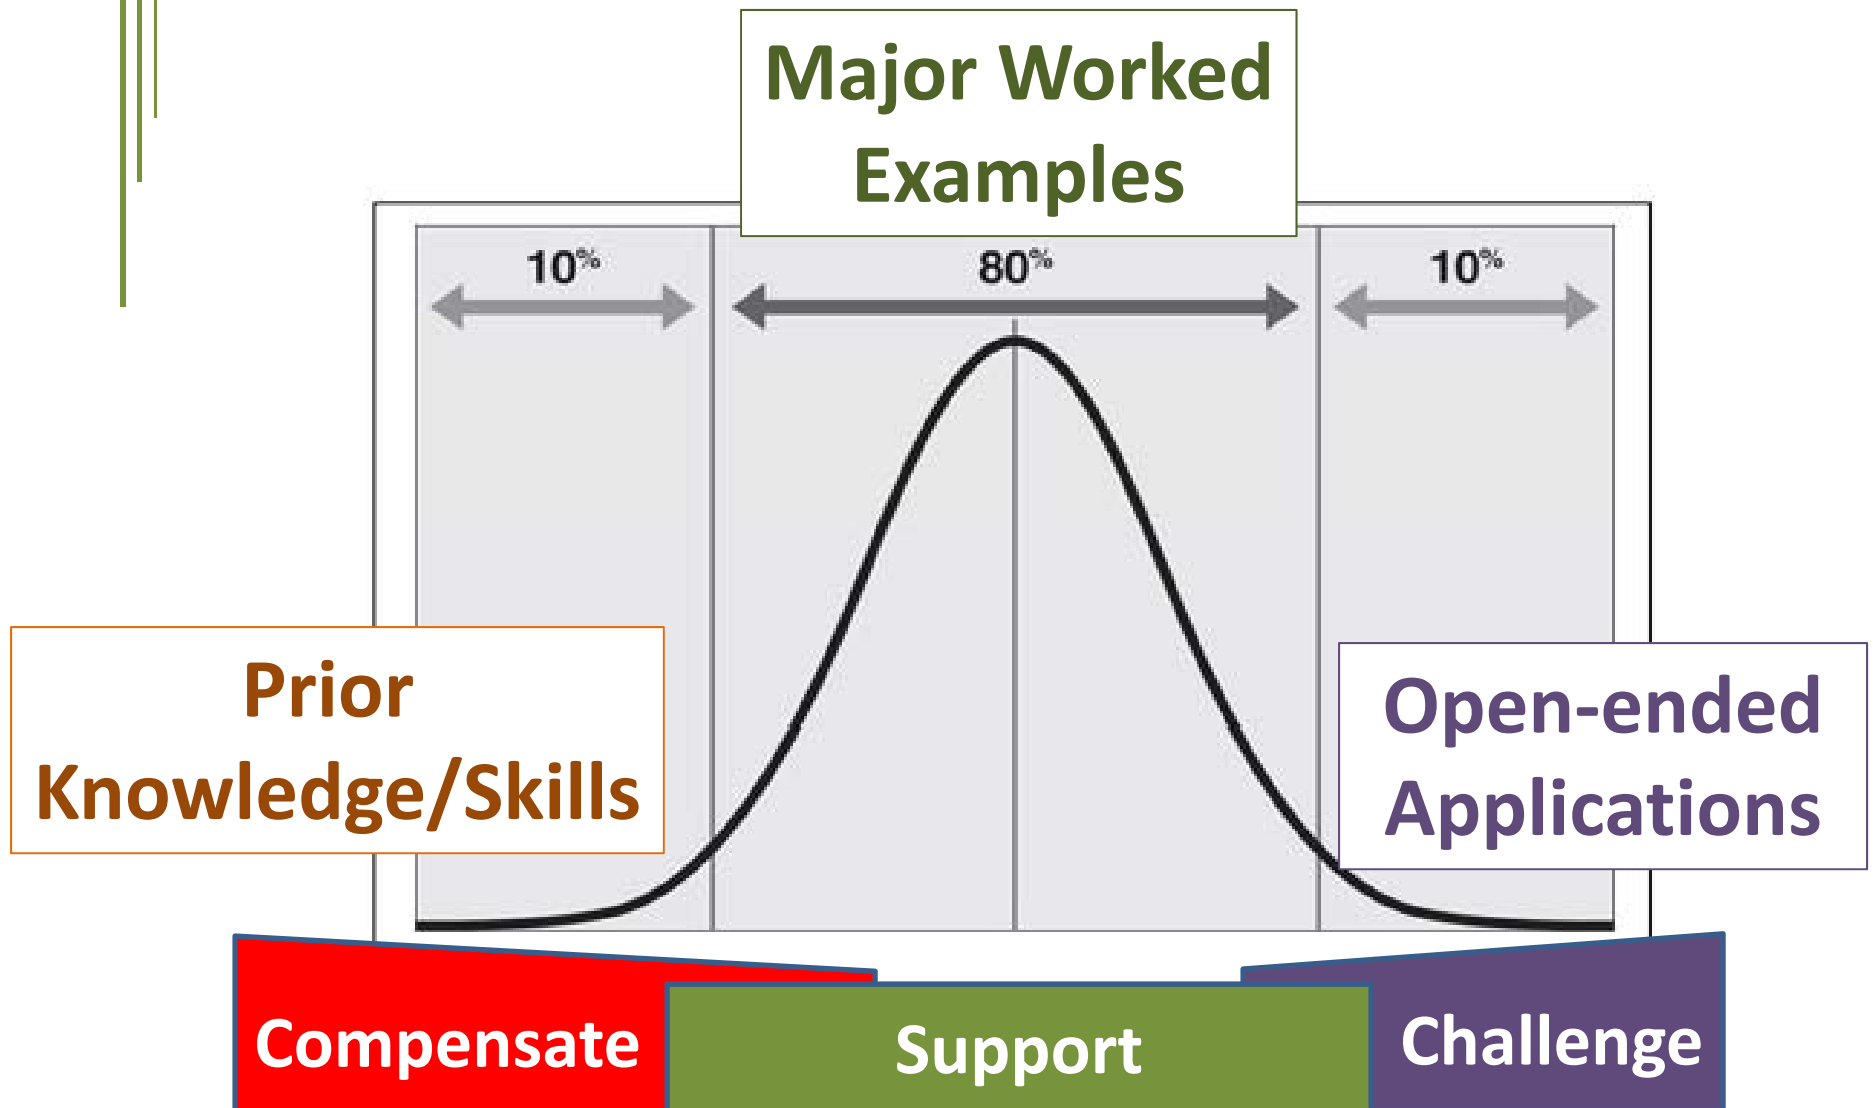 Major Worked
Examples
10% 80% 10%
Prior
Knowledge/Skills
Open-ended
Applications
Compensate
Support
Challenge